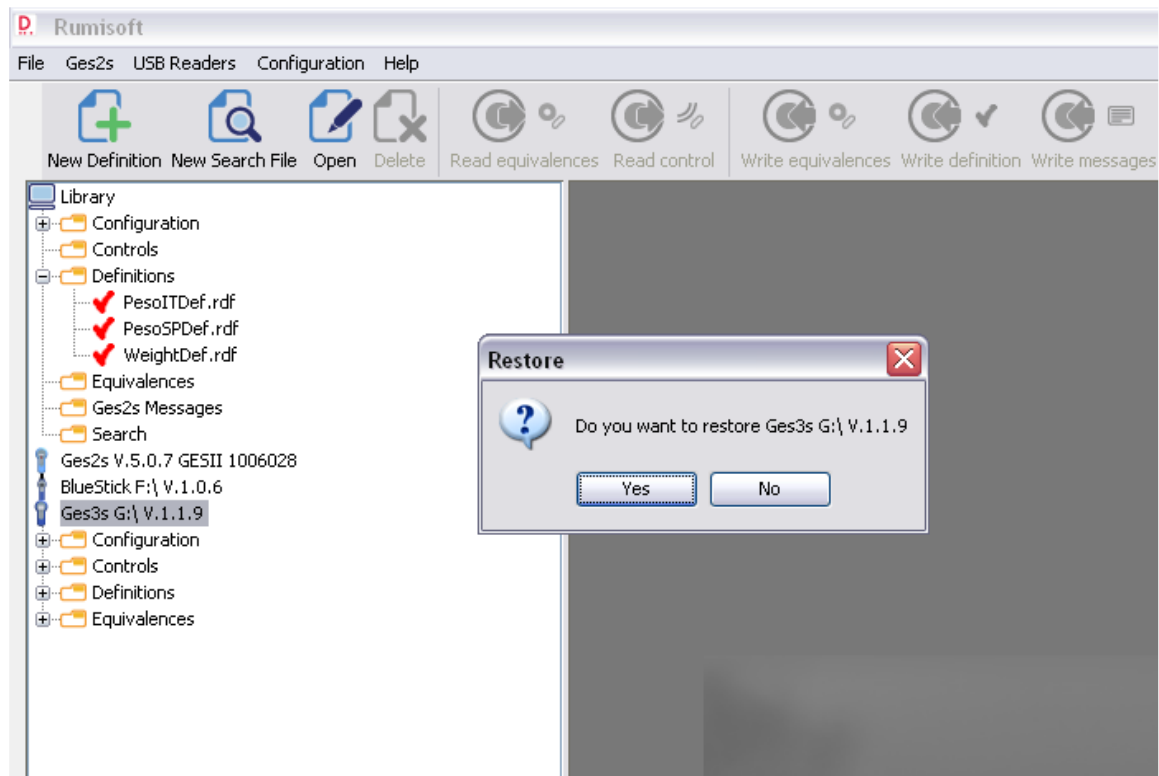 Rumisoft
File Ges2s USB Readers Configuration Help
New Definition New Search File Open Delete Read equivalences Read control Write equivalences Write definition Write messages
Library
Configuration
Controls
Definitions
PesoITDef.rdf
PesoSPDef.rdf
WeightDef.rdf
Equivalences
Ges2s Messages
Search
Ges2s V.5.0.7 GESII 1006028
BlueStick F:\ V.1.0.6
Ges3s G:\ V.1.1.9
Configuration
Controls
Definitions
Equivalences
Restore
Do you want to restore Ges3s G:\ V.1.1.9
Yes No